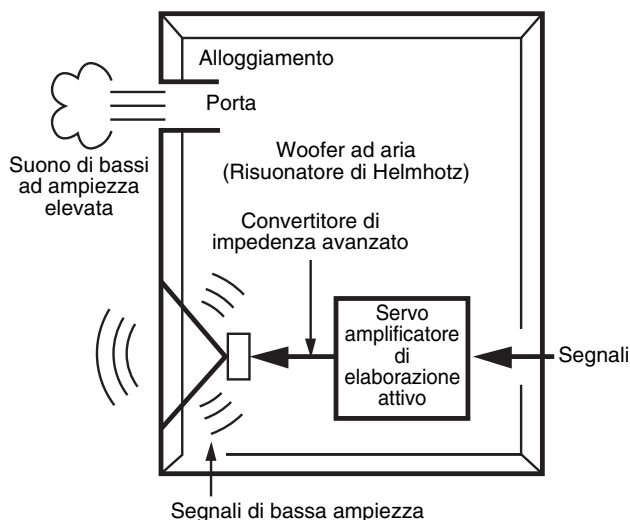 Alloggiamento
Porta
Suono di bassi
ad ampiezza
elevata
Woofer ad aria
(Risuonatore di Helmhotz)
Convertitore di
impedenza avanzato
Servo
amplificatore
di
elaborazione
attivo
Segnali
Segnali di bassa ampiezza